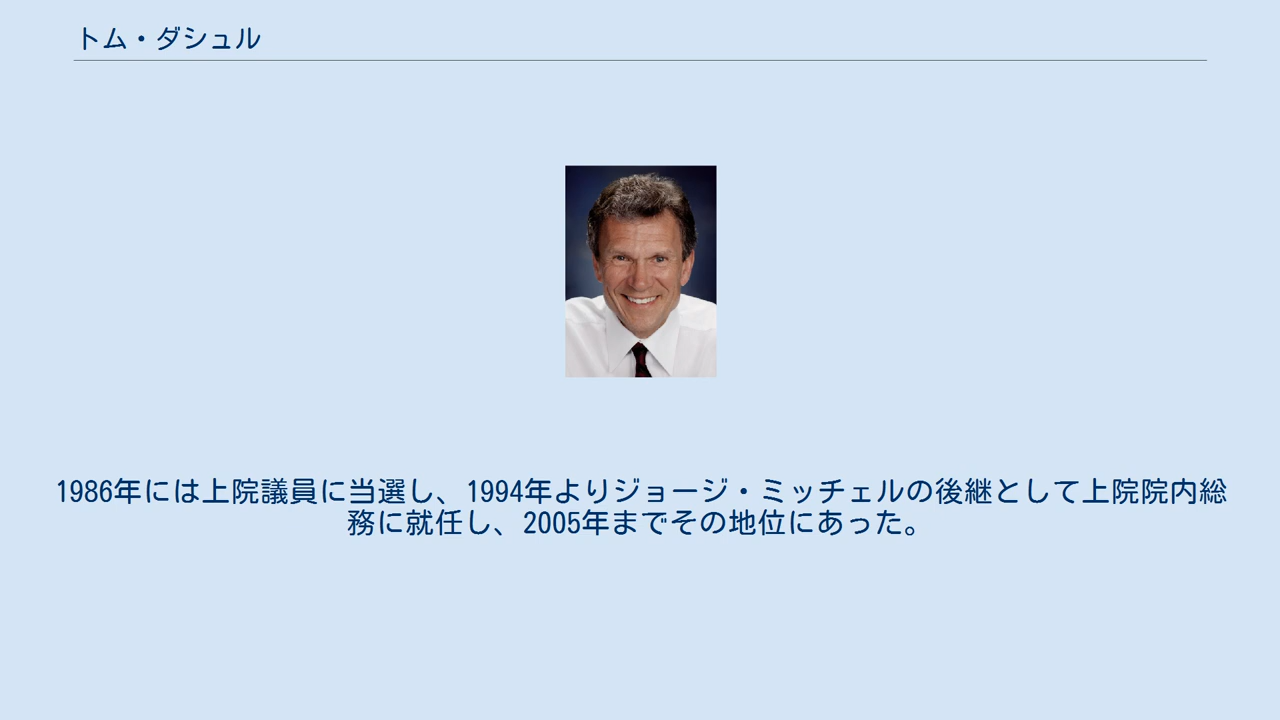 トム・ダシュル
1986年には上院議員に当選し、1994年よりジョージ・ミッチェルの後継として上院院内総
務に就任し、2005年までその地位にあった。